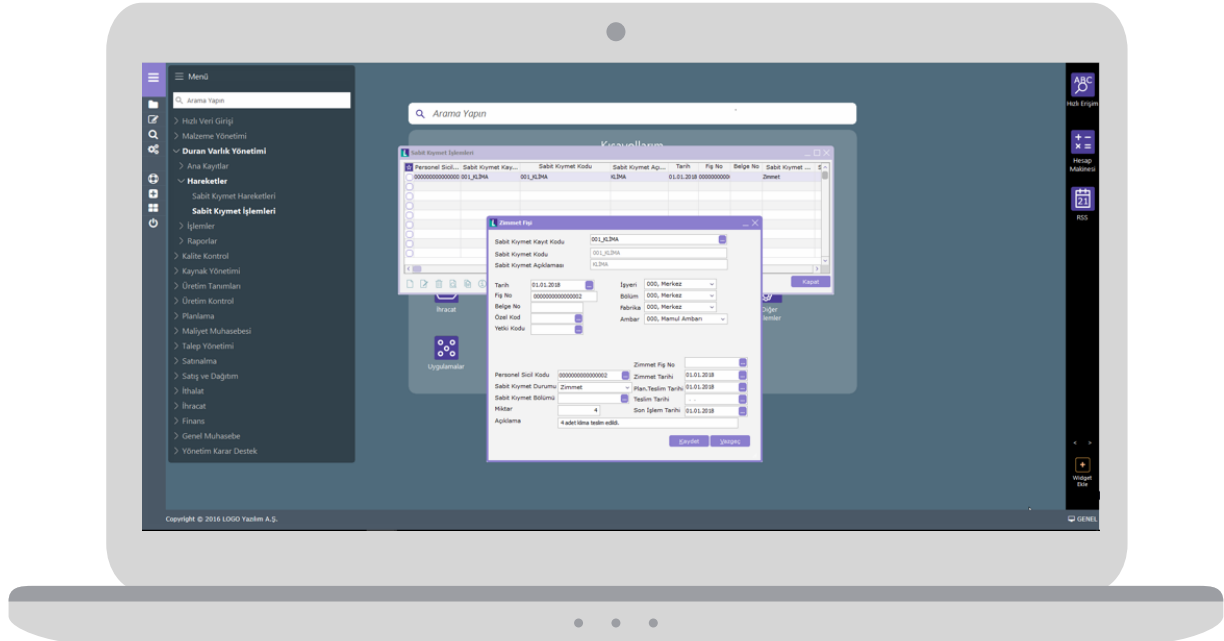 Menü
Arama Yapın
Hızlı Veri Girişi
Malzeme Yönetimi
Duran Varlık Yönetimi
Ana Kayıtlar
Hareketler
Sabit Kıymet Hareketleri
Sabit Kıymet İşlemleri
İşlemler
Raporlar
Kalite Kontrol
Kaynak Yönetimi
Üretim Tanımları
Üretim Kontrol
Planlama
Maliyet Muhasebesi
Talep Yönetimi
Satınalma
Satış ve Dağıtım
İthalat
İhracat
Finans
Genel Muhasebe
Yönetim Karar Destek
Arama Yapın
Kısayollarım
Sabit Kıymet İşlemleri
Personel Sicil... Sabit Kıymet Kay... Sabit Kıymet Kodu Sabit Kıymet Aç... Tarih Fiş No Belge No Sabit Kıymet ...
001_KLİMA 001_KLİMA KLİMA 01.01.2018 Zimmet
Kapat
İhracat
Diğer
Uygulamalar
Zimmet Fişi
Sabit Kıymet Kayıt Kodu 001_KLİMA
Sabit Kıymet Kodu 001_KLİMA
Sabit Kıymet Açıklaması KLİMA
Tarih 01.01.2018 İşyeri 000, Merkez
Fiş No 0000000000000002 Bölüm 000, Merkez
Belge No Fabrika 000, Merkez
Özel Kod Ambar 000, Mamul Ambarı
Yetki Kodu
Zimmet Fiş No
Personel Sicil Kodu 000000000000002 Zimmet Tarihi 01.01.2018
Sabit Kıymet Durumu Zimmet Plan.Teslim Tarihi 01.01.2018
Sabit Kıymet Bölümü Teslim Tarihi . .
Miktar 4 Son İşlem Tarihi 01.01.2018
Açıklama 4 adet klima teslim edildi.
Kaydet Vazgeç
ABC
Hızlı Erişim
Hesap
Makinesi
21
RSS
Widget
Ekle
Copyright © 2016 LOGO Yazılım A.Ş.
GENEL